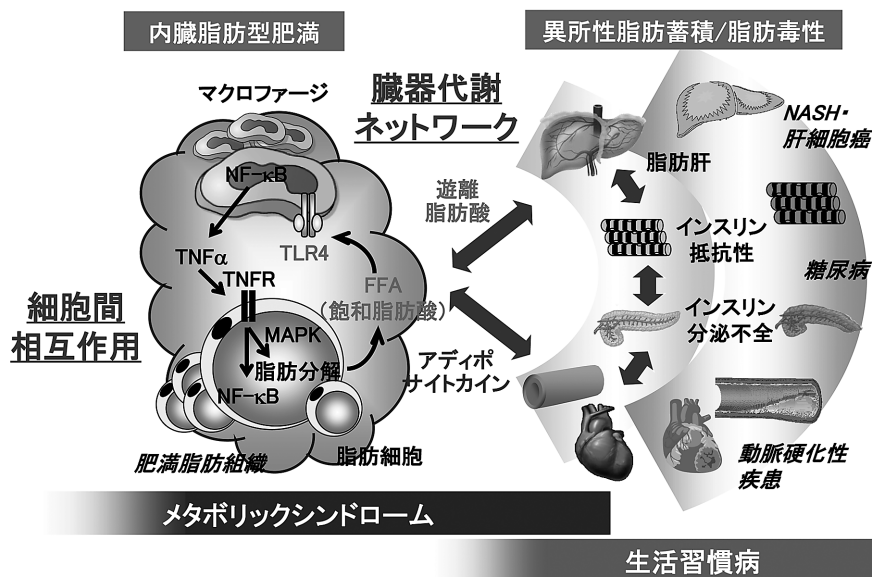 内臓脂肪型肥満
異所性脂肪蓄積/脂肪毒性
マクロファージ
臓器代謝
ネットワーク
NF-κB
TNFα
TLR4
TNFR
FFA
(飽和脂肪酸)
MAPK
脂肪分解
NF-κB
細胞間
相互作用
肥満脂肪組織
脂肪細胞
遊離
脂肪酸
アディポ
サイトカイン
脂肪肝
インスリン
抵抗性
インスリン
分泌不全
NASH・
肝細胞癌
糖尿病
動脈硬化性
疾患
メタボリックシンドローム
生活習慣病